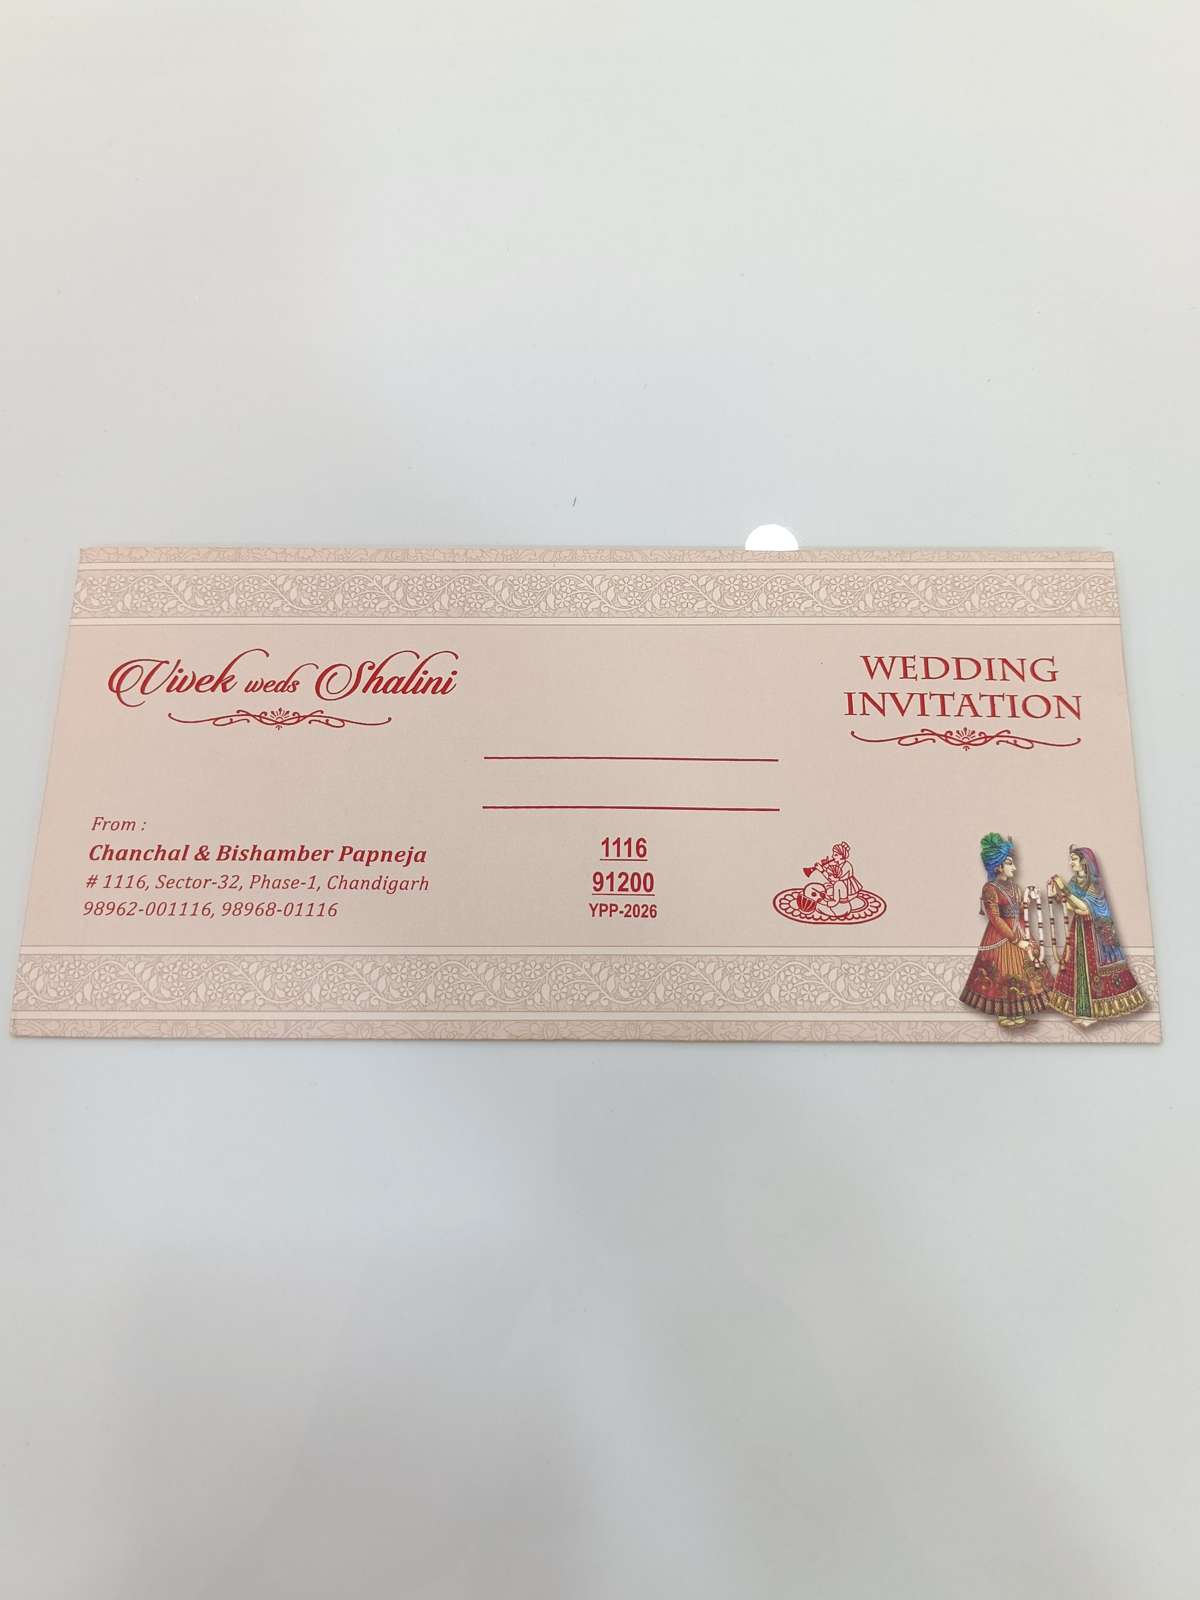 Vivek weds Shalini
WEDDING
INVITATION
From :
Chanchal & Bishamber Papneja
# 1116, Sector-32, Phase-1, Chandigarh
98962-001116, 98968-01116
1116
91200
YPP-2026